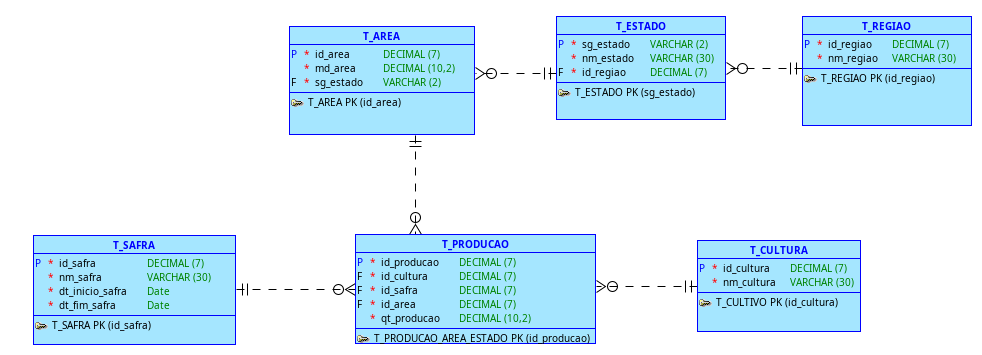 T_AREA
P * id_area DECIMAL (7)
* md_area DECIMAL (10,2)
F * sg_estado VARCHAR (2)
T_AREA PK (id_area)
T_ESTADO
P * sg_estado VARCHAR (2)
* nm_estado VARCHAR (30)
F * id_regiao DECIMAL (7)
T_ESTADO PK (sg_estado)
T_REGIAO
P * id_regiao DECIMAL (7)
* nm_regiao VARCHAR (30)
T_REGIAO PK (id_regiao)
T_SAFRA
P * id_safra DECIMAL (7)
* nm_safra VARCHAR (30)
* dt_inicio_safra Date
* dt_fim_safra Date
T_SAFRA PK (id_safra)
T_PRODUCAO
P * id_producao DECIMAL (7)
F * id_cultura DECIMAL (7)
F * id_safra DECIMAL (7)
F * id_area DECIMAL (7)
* qt_producao DECIMAL (10,2)
T_PRODUCAO_AREA_ESTADO PK (id_producao)
T_CULTURA
P * id_cultura DECIMAL (7)
* nm_cultura VARCHAR (30)
T_CULTIVO PK (id_cultura)